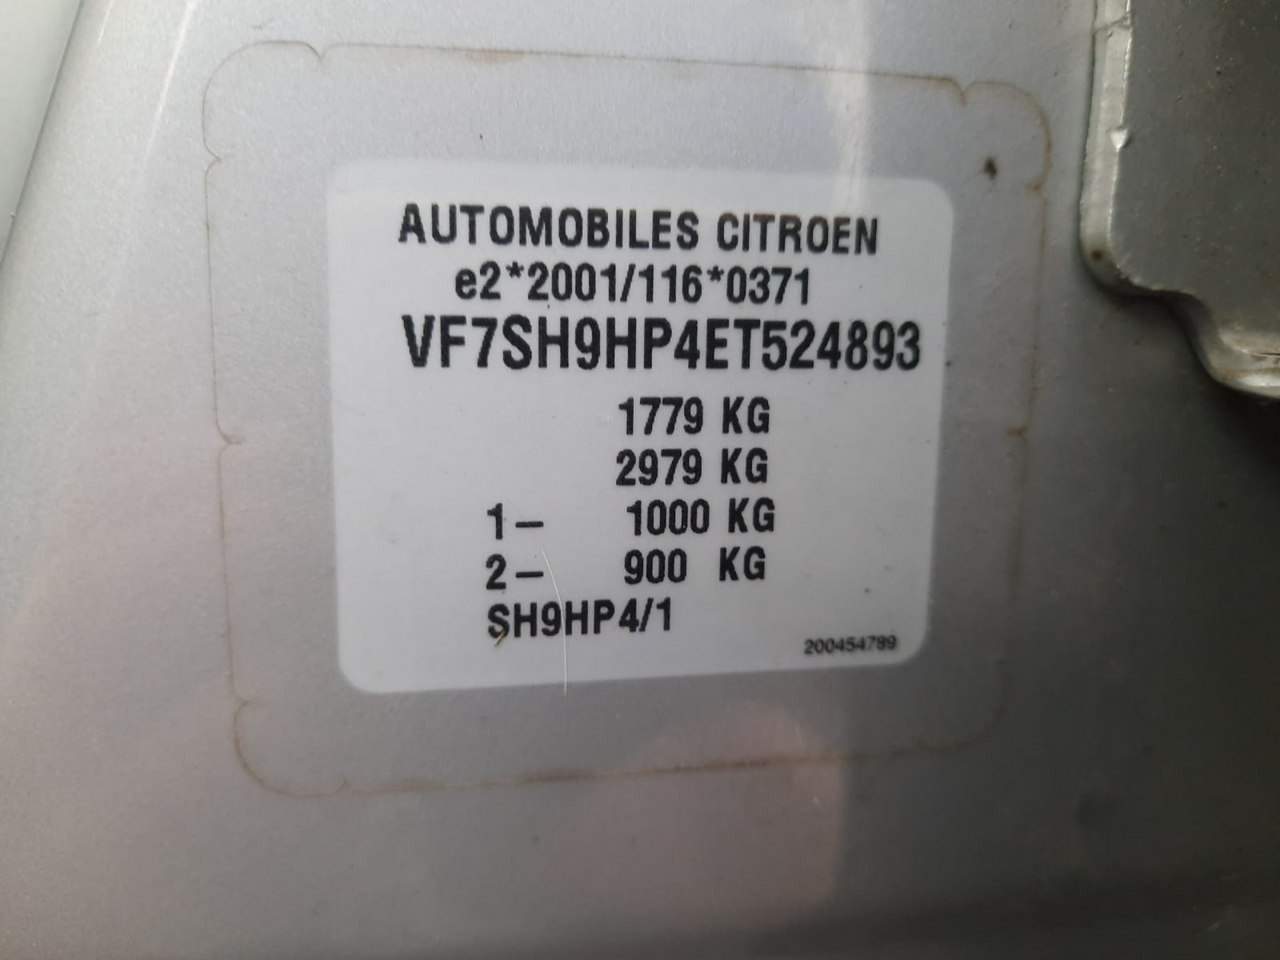 AUTOMOBILES CITROEN
e2*2001/116*0371
VF7SH9HP4ET524893
1779 KG
2979 KG
1- 1000 KG
2- 900 KG
SH9HP4/1
200454789